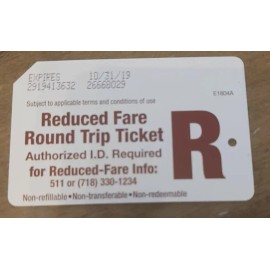 EXPIRES 10/31/19
2919413632 26668029
Subject to applicable terms and conditions of use
E1804A
Reduced Fare
Round Trip Ticket
R
Authorized I.D. Required
for Reduced-Fare Info:
511 or (718) 330-1234
Non-refillable•Non-transferable•Non-redeemable